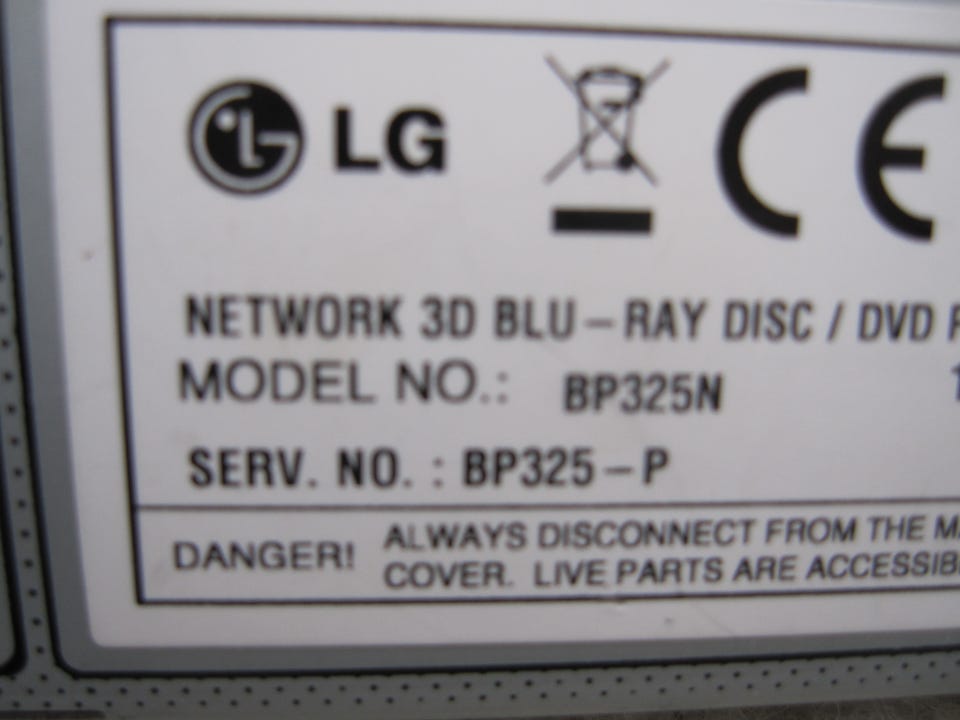 LG CE
NETWORK 3D BLU-RAY DISC / DVD
MODEL NO.: BP325N
SERV. NO. : BP325-P
DANGER! ALWAYS DISCONNECT FROM THE
COVER. LIVE PARTS ARE